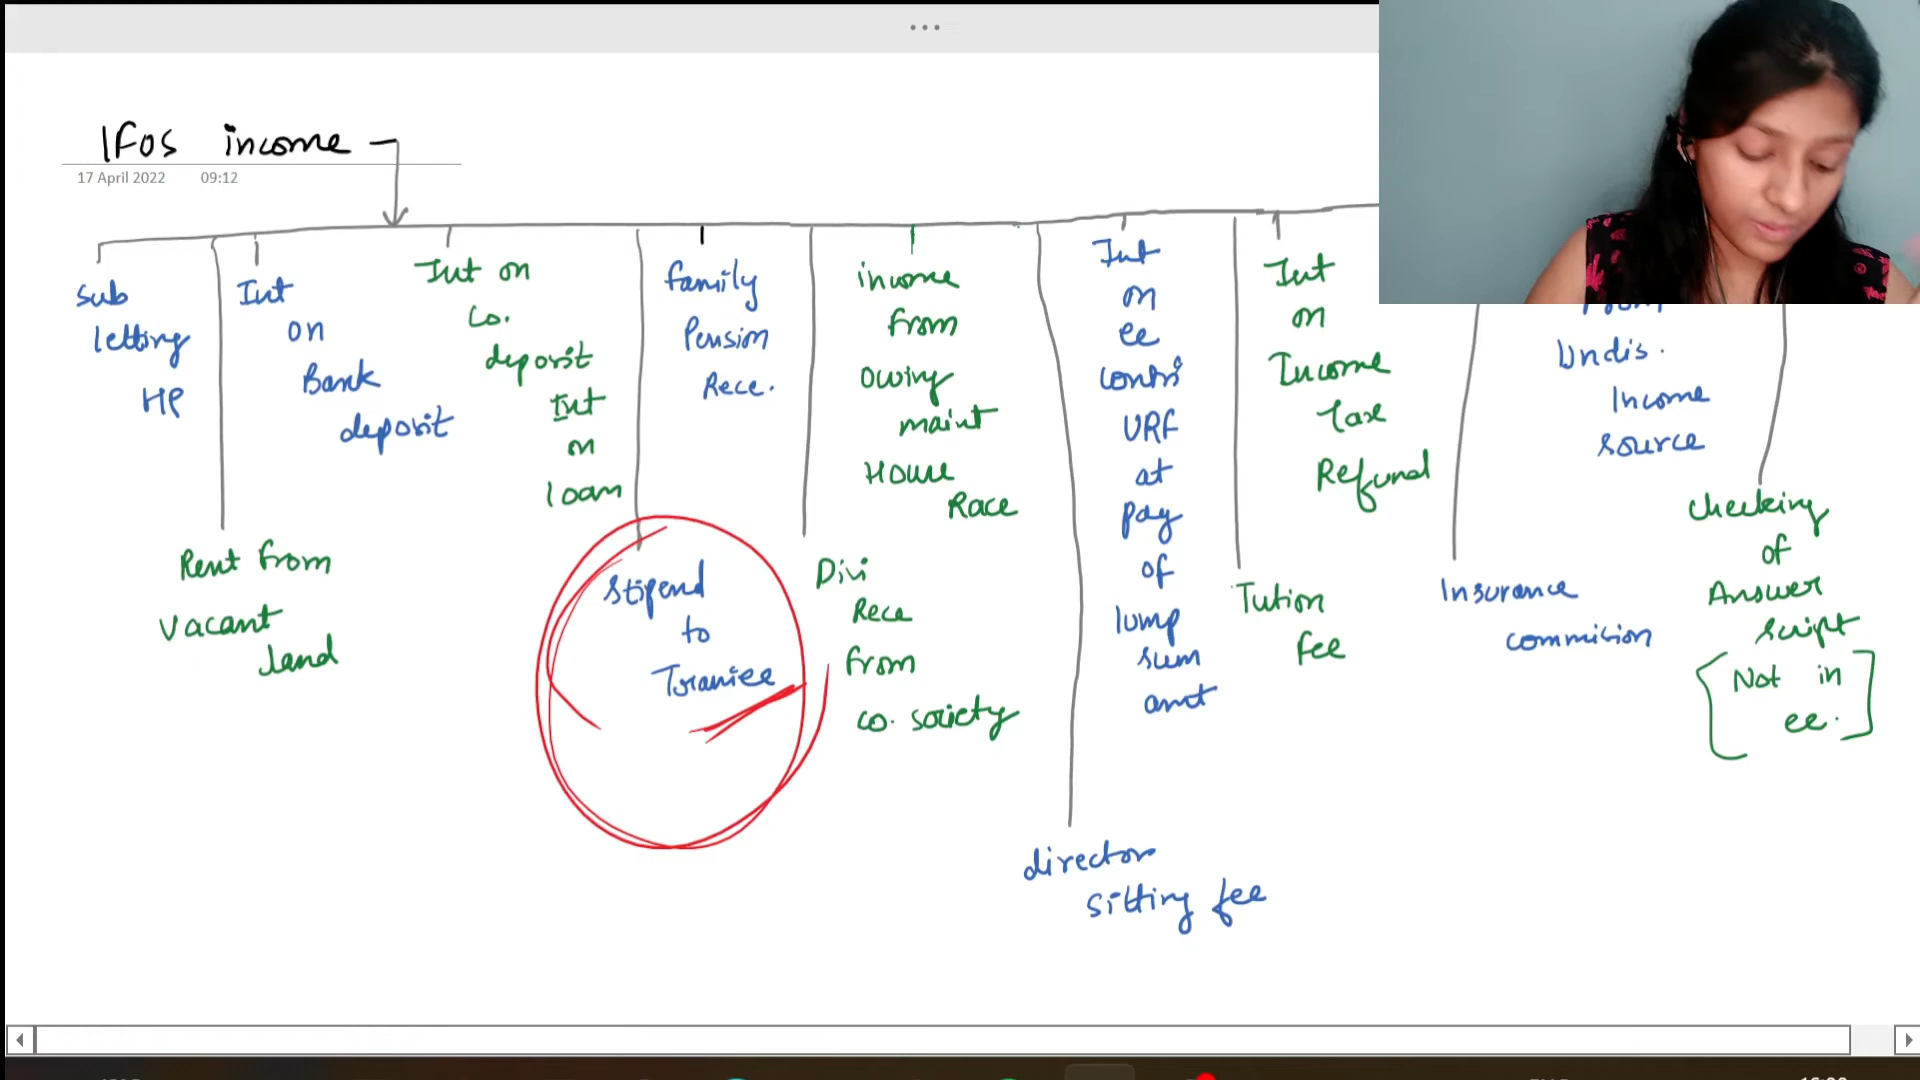 IFOS income
17 April 2022 09:12
sub
letting
HP
Rent from
vacant
land
Int
on
Bank
deposit
Int on
co.
deposit
Int
on
loan
stipend
to
Traniee
family
Pension
Rece.
Divi
Rece
from
co. society
income
from
owing
maint
House
Race
director
sitting fee
Int
on
ee
contri
URF
at
pay
of
lump
sum
amt
Tution
fee
Int
on
Income
Tax
Refund
Insurance
commision
Undis.
Income
source
checking
of
Answer
script
[Not in
ee.]